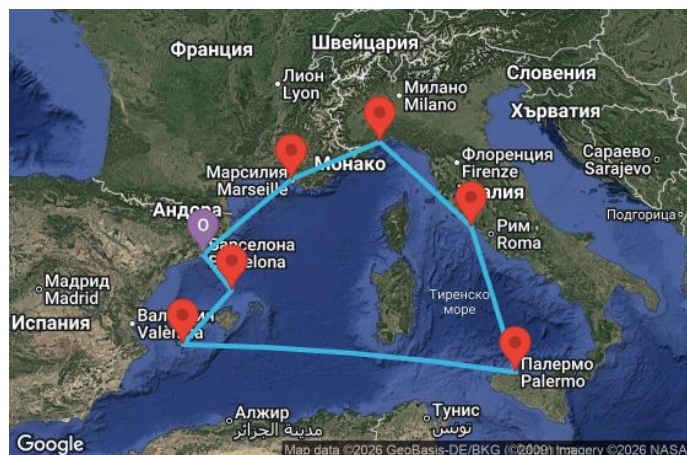 Швейцария
Франция
Лион
Lyon
Милано
Milano
Словения
Хърватия
Монако
Марсилия
Marseille
Флоренция
Firenze
Сараево
Sarajevo
Италия
Андора
O
Подгорица
Барселона
Barcelona
Рим
Roma
Мадрид
Madrid
Тиренско
море
Испания
València
Палермо
Palermo
Алжир
مدينة الجزائر
Тунис
تونس
Google
Map data ©2026 GeoBasis-DE/BKG (©2009) Imagery ©2026 NASA